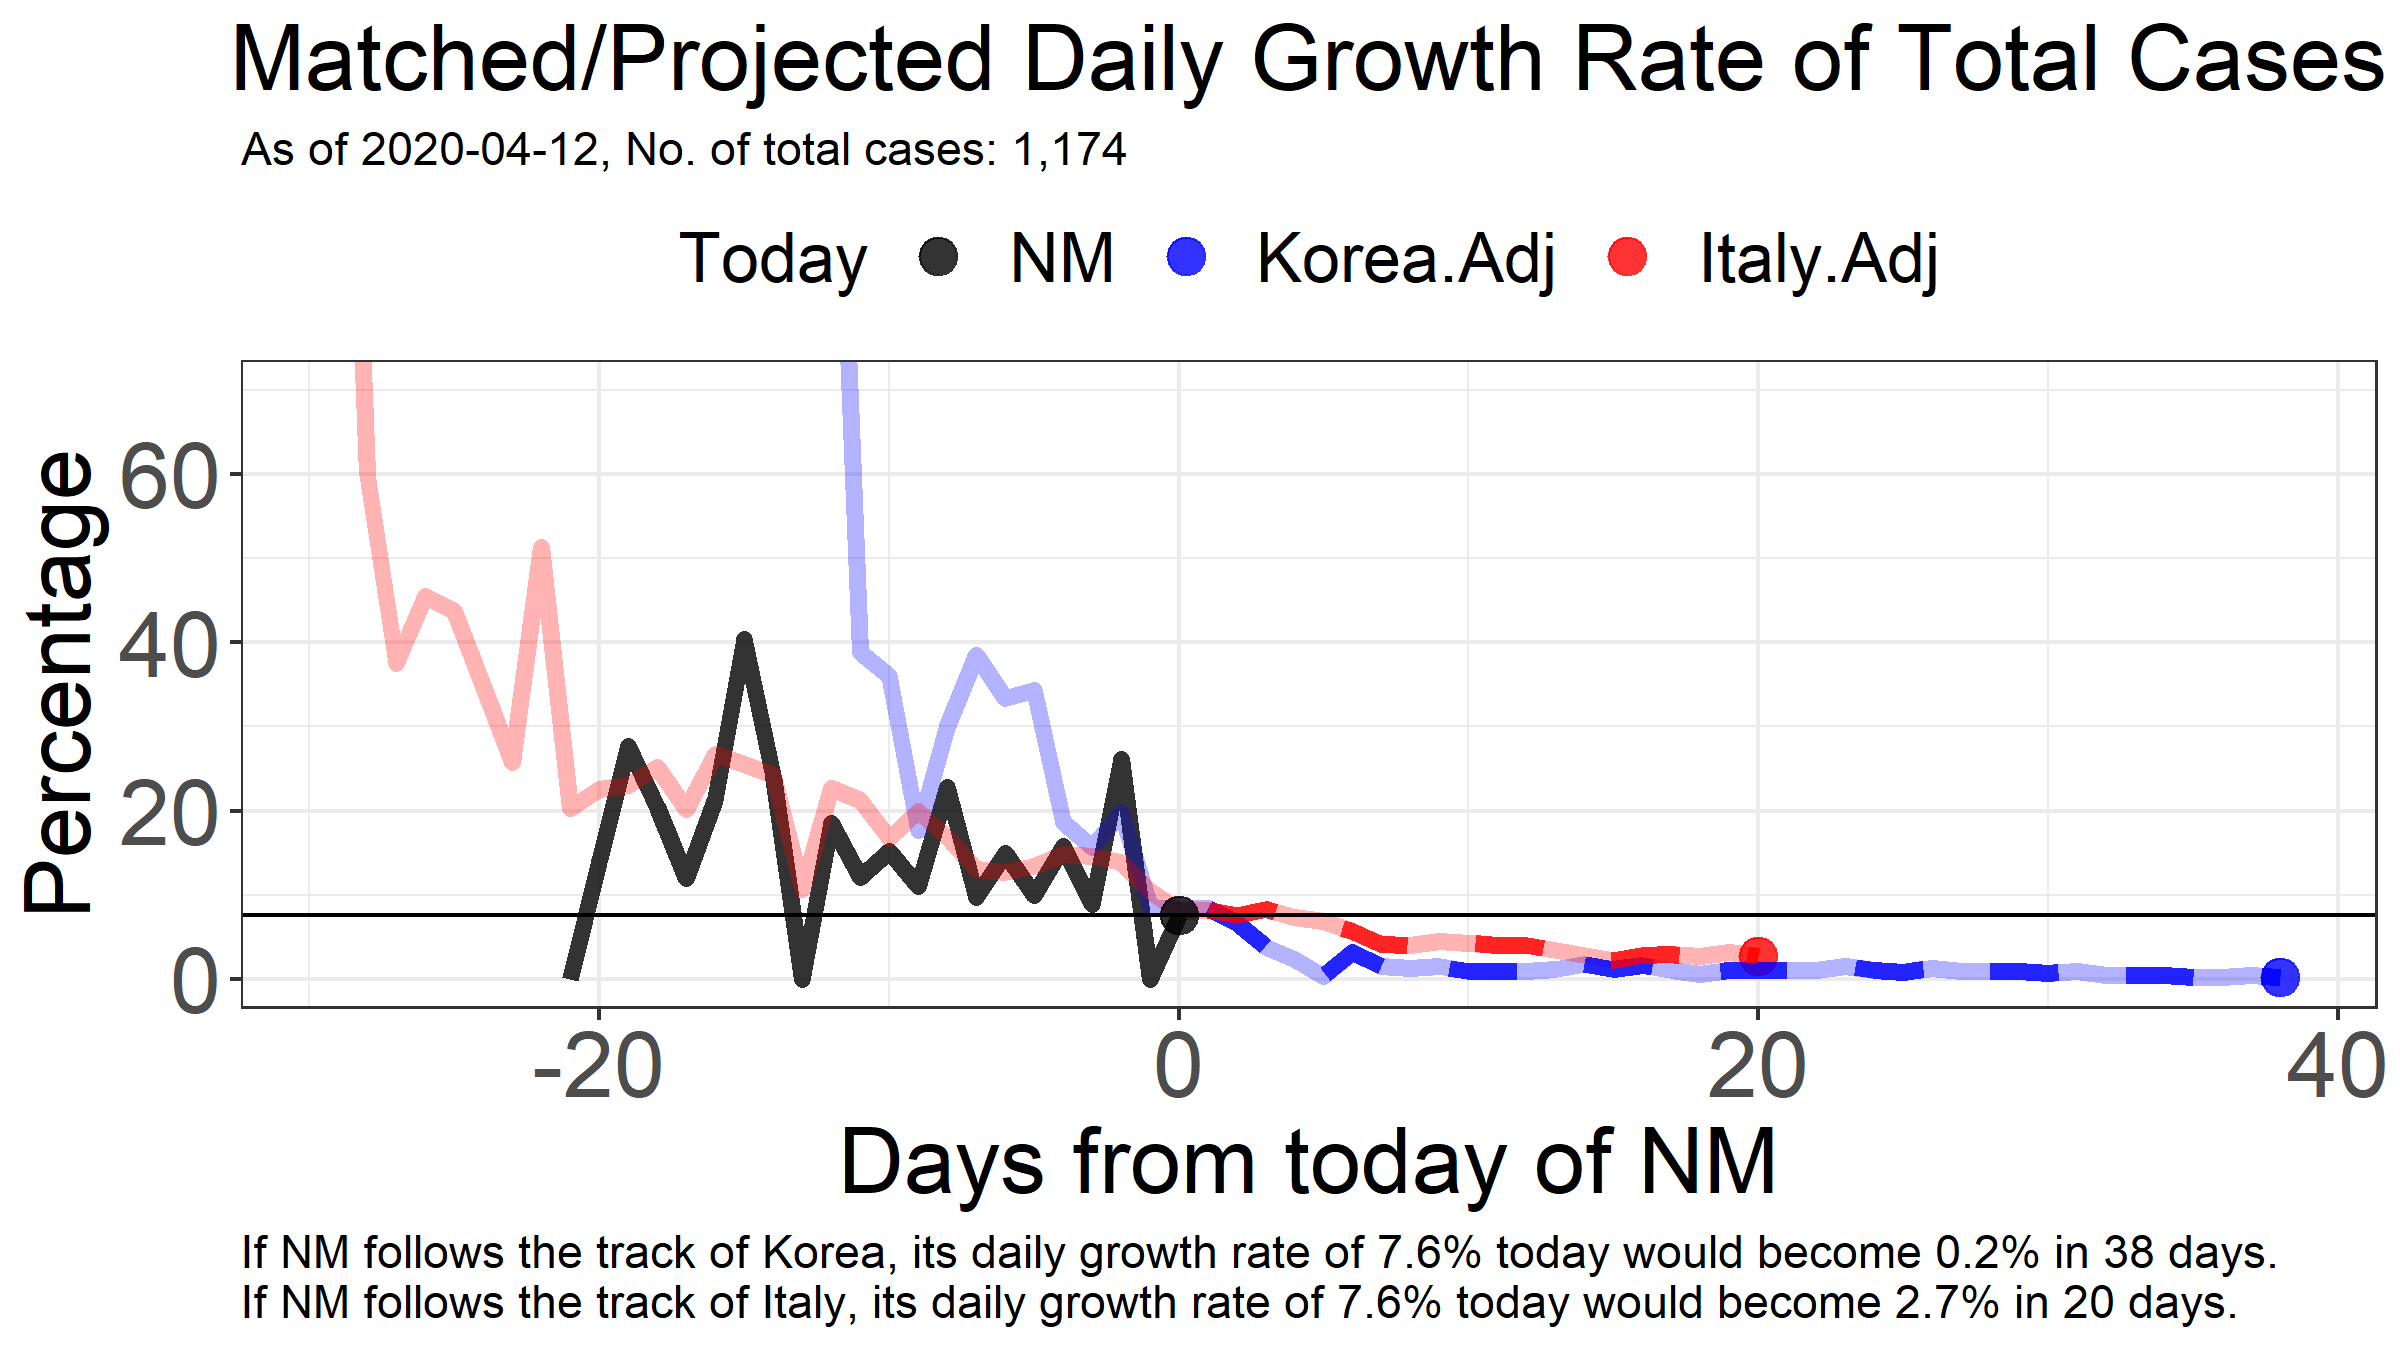 Matched/Projected Daily Growth Rate of Total Cases
As of 2020-04-12, No. of total cases: 1,174
Today NM Korea.Adj Italy.Adj
Percentage
60
40
20
0
-20 0 20 40
Days from today of NM
If NM follows the track of Korea, its daily growth rate of 7.6% today would become 0.2% in 38 days.
If NM follows the track of Italy, its daily growth rate of 7.6% today would become 2.7% in 20 days.